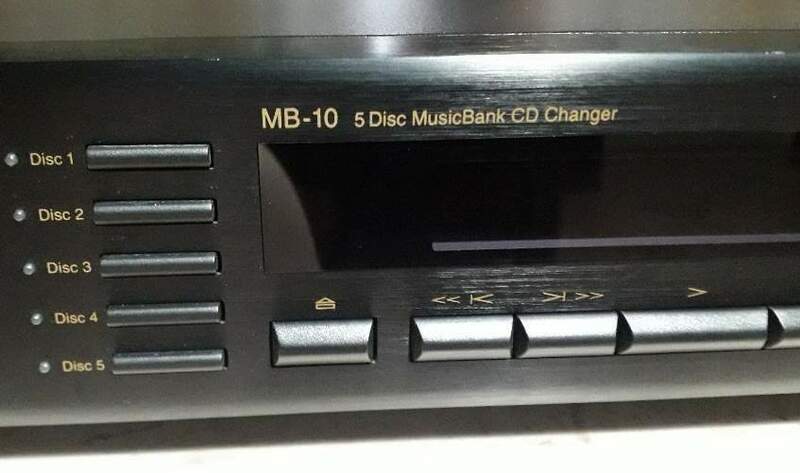 MB-10 5 Disc MusicBank CD Changer
Disc 1
Disc 2
Disc 3
Disc 4
Disc 5